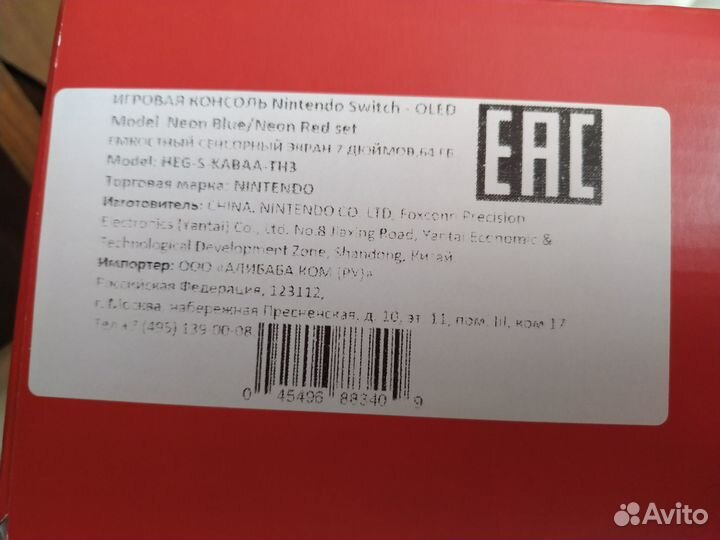 ИГРОВАЯ КОНСОЛЬ Nintendo Switch - OLED
Model Neon Blue/Neon Red set
ЕМКОСТНЫЙ СЕНСОРНЫЙ ЭКРАН 7 ДЮЙМОВ,64 ГБ
Model: HEG-S-KABAA-TH3
Торговая марка: NINTENDO
Изготовитель: CHINA, NINTENDO CO. LTD, Foxconn Precision
Electronics (Yantai) Co., Ltd. No.8 Jiaxing Road, Yantai Economic &
Technological Development Zone, Shandong, Китай
Импортер: ООО «АЛИБАБА.КОМ (РУ)»
Российская Федерация, 123112,
г. Москва, набережная Пресненская, д. 10, эт. 11, пом. III, ком 17
Тел +7 (495) 139-00-08
0 45496 88340 9
EAC
Avito